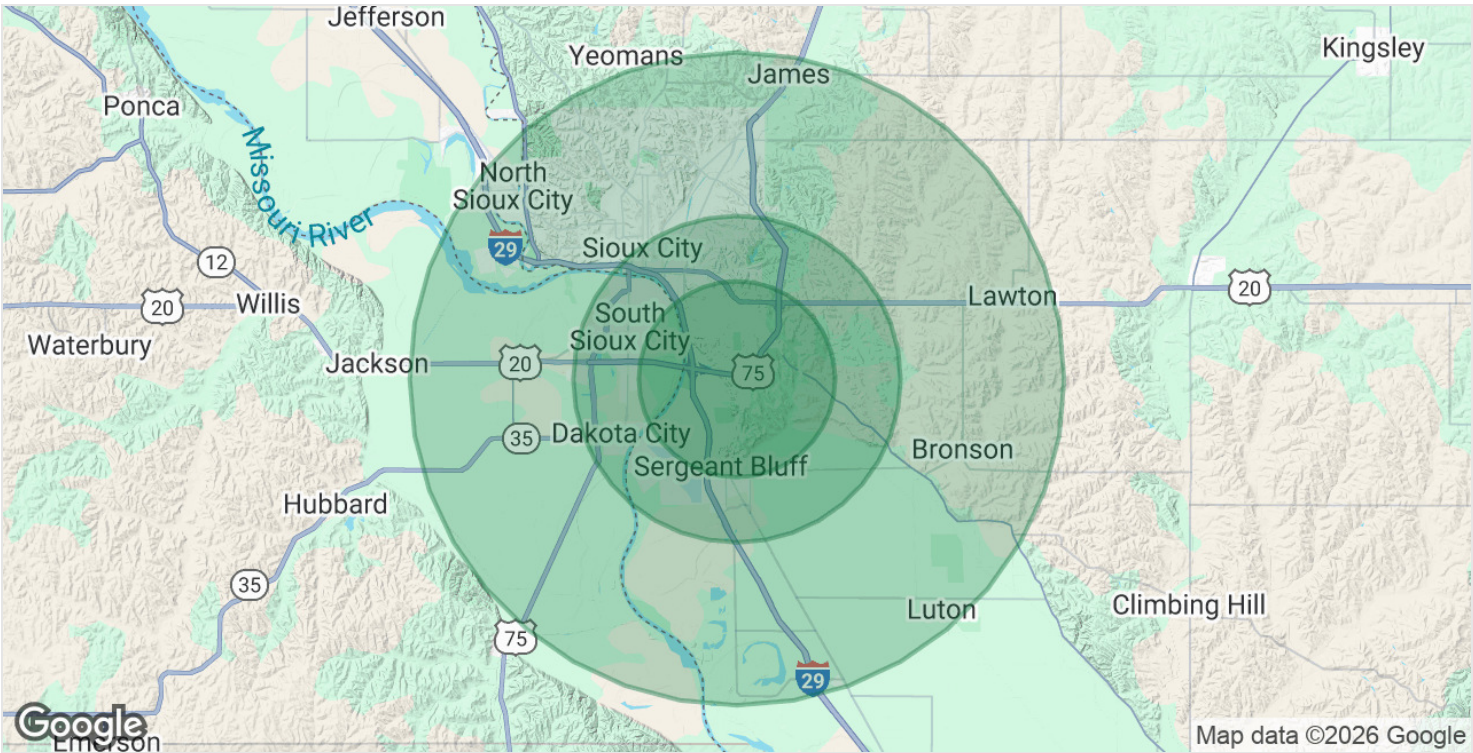 Jefferson
Yeomans
Kingsley
James
Ponca
Missouri River
North
Sioux City
29
Sioux City
12
20
Willis
20
Lawton
South
Sioux City
Waterbury
Jackson
20
75
35
Dakota City
Bronson
Sergeant Bluff
Hubbard
35
Luton
Climbing Hill
75
29
Google
Emerson
Map data ©2026 Google